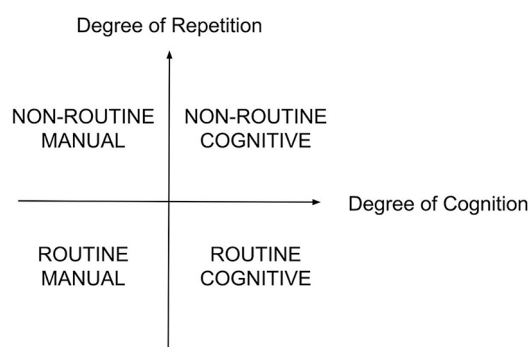 Degree of Repetition
NON-ROUTINE
MANUAL
NON-ROUTINE
COGNITIVE
Degree of Cognition
ROUTINE
MANUAL
ROUTINE
COGNITIVE